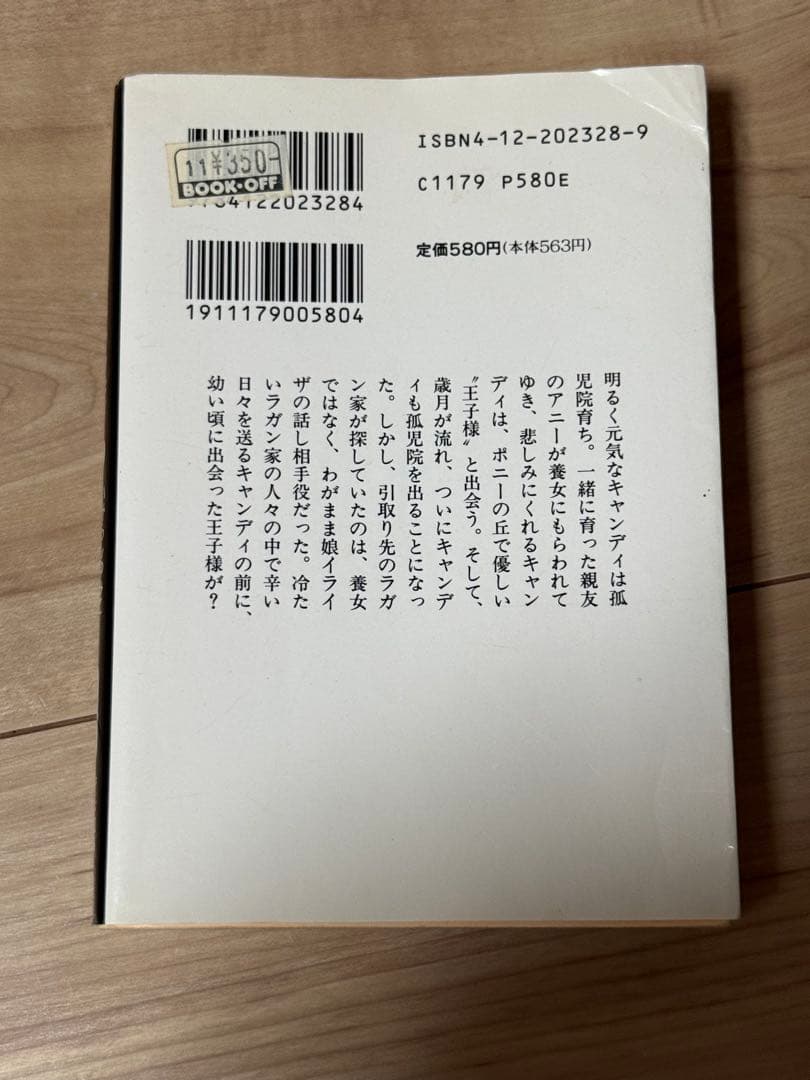 11¥350-
BOOK・OFF
9784122023284
ISBN4-12-202328-9
C1179 P580E
定価580円(本体563円)
1911179005804
明るく元気なキャンディは孤
児院育ち。一緒に育った親友
のアニーが養女にもらわれて
ゆき、悲しみにくれるキャン
ディは、ポニーの丘で優しい
〝王子様〟と出会う。そして、
歳月が流れ、ついにキャンデ
ィも孤児院を出ることになっ
た。しかし、引取り先のラガ
ン家が探していたのは、養女
ではなく、わがまま娘イライ
ザの話し相手役だった。冷た
いラガン家の人々の中で辛い
日々を送るキャンディの前に、
幼い頃に出会った王子様が?